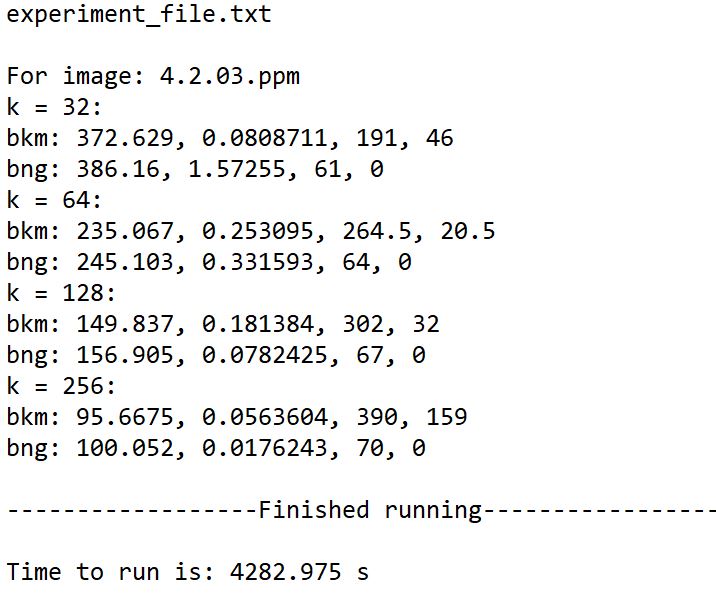 experiment_file.txt
For image: 4.2.03.ppm
k = 32:
bkm: 372.629, 0.0808711, 191, 46
bng: 386.16, 1.57255, 61, 0
k = 64:
bkm: 235.067, 0.253095, 264.5, 20.5
bng: 245.103, 0.331593, 64, 0
k = 128:
bkm: 149.837, 0.181384, 302, 32
bng: 156.905, 0.0782425, 67, 0
k = 256:
bkm: 95.6675, 0.0563604, 390, 159
bng: 100.052, 0.0176243, 70, 0
------------------Finished running-----------------
Time to run is: 4282.975 s